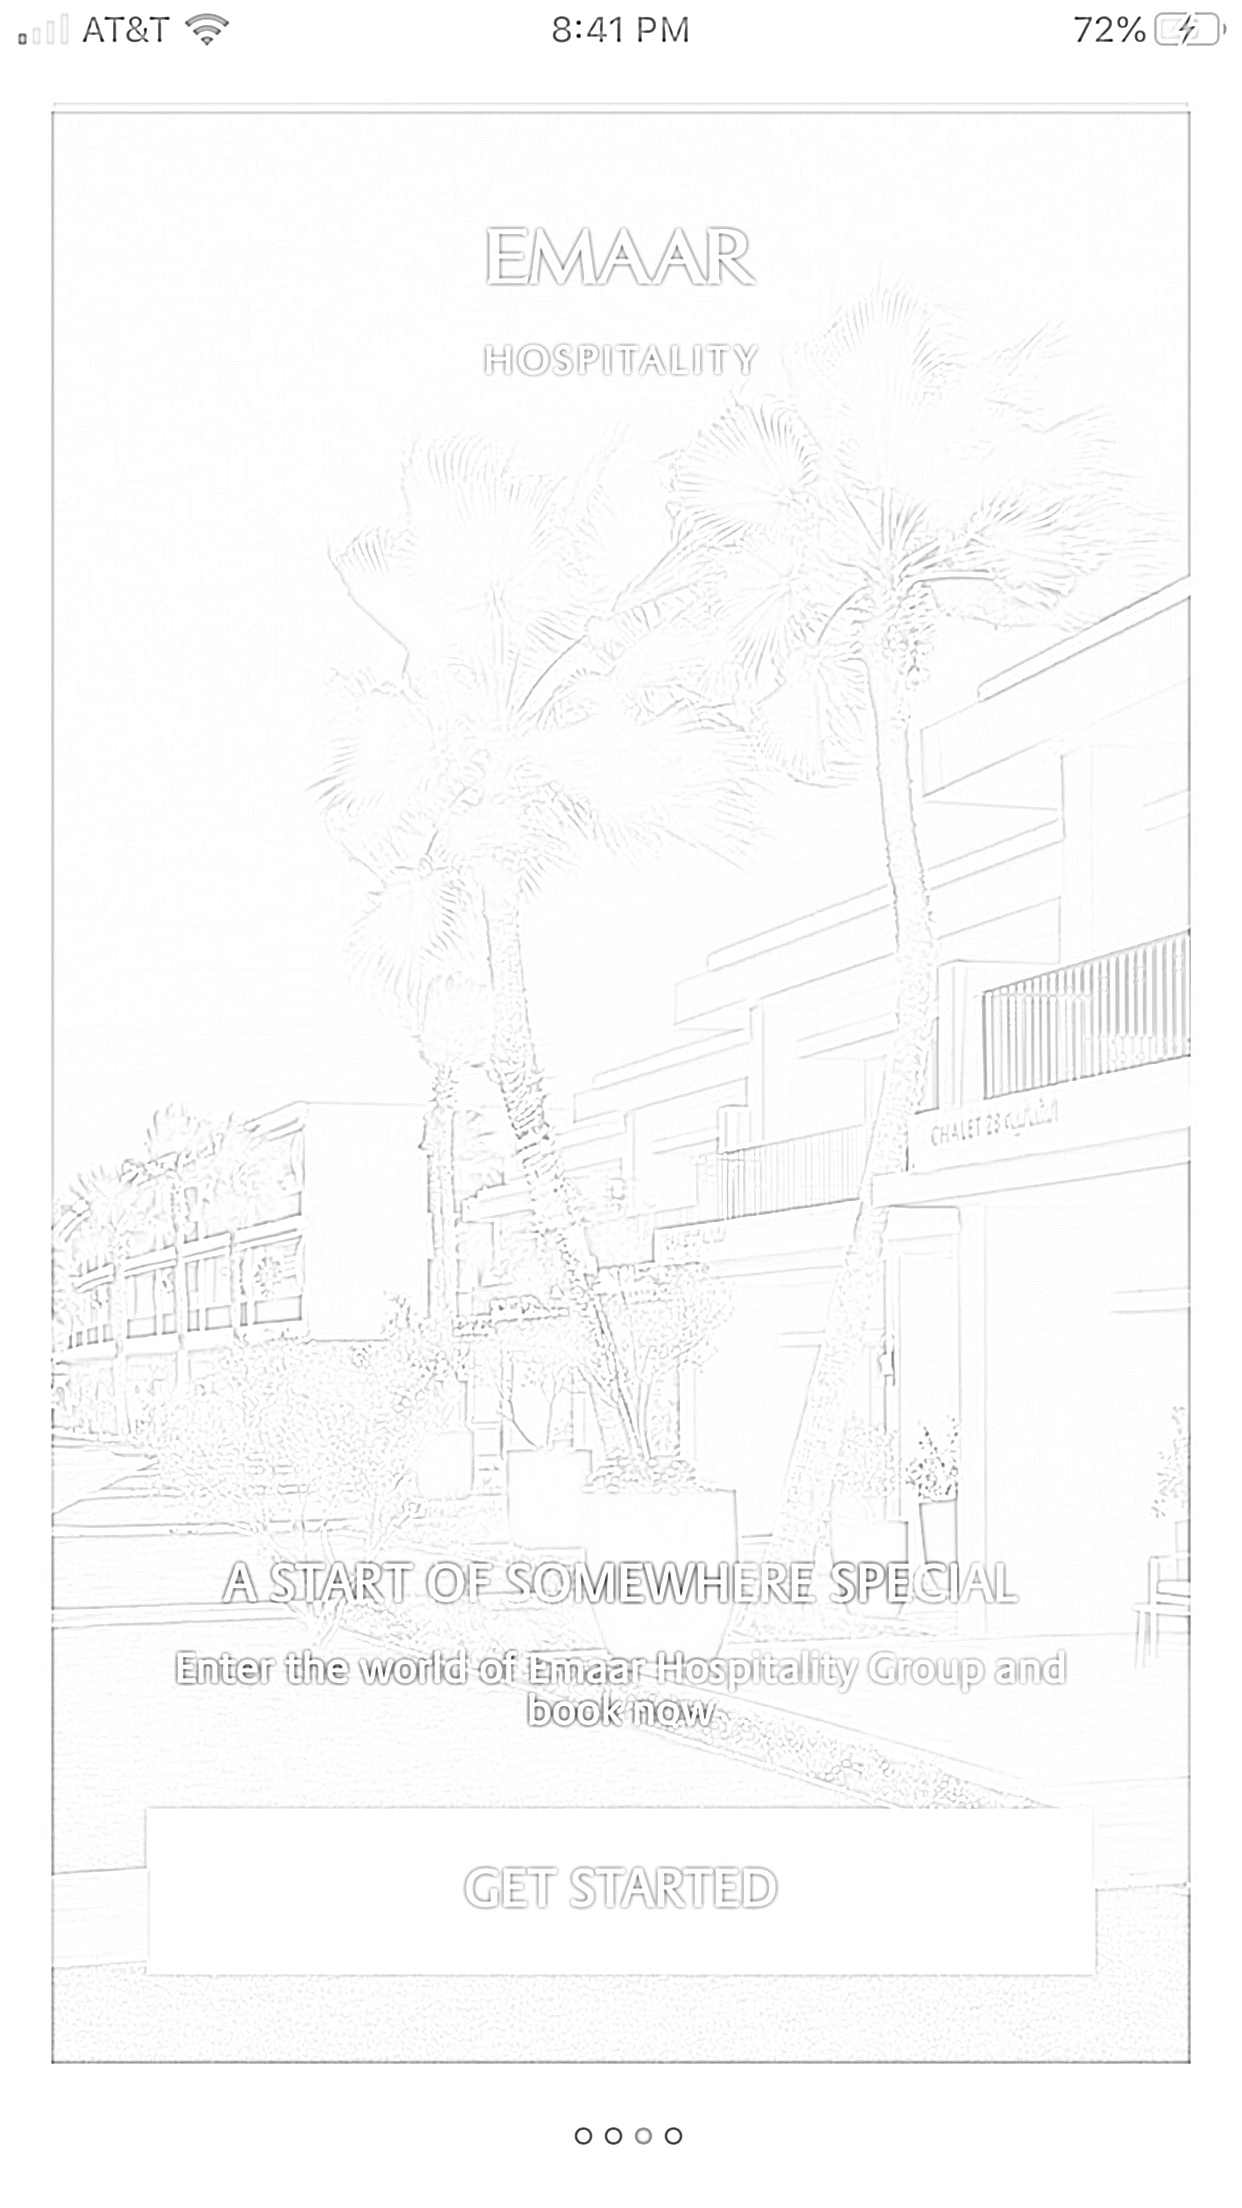 AT&T
8:41 PM
72%
EMAAR
HOSPITALITY
CHALET 28 شاليه
A START OF SOMEWHERE SPECIAL
Enter the world of Emaar Hospitality Group and
book now
GET STARTED